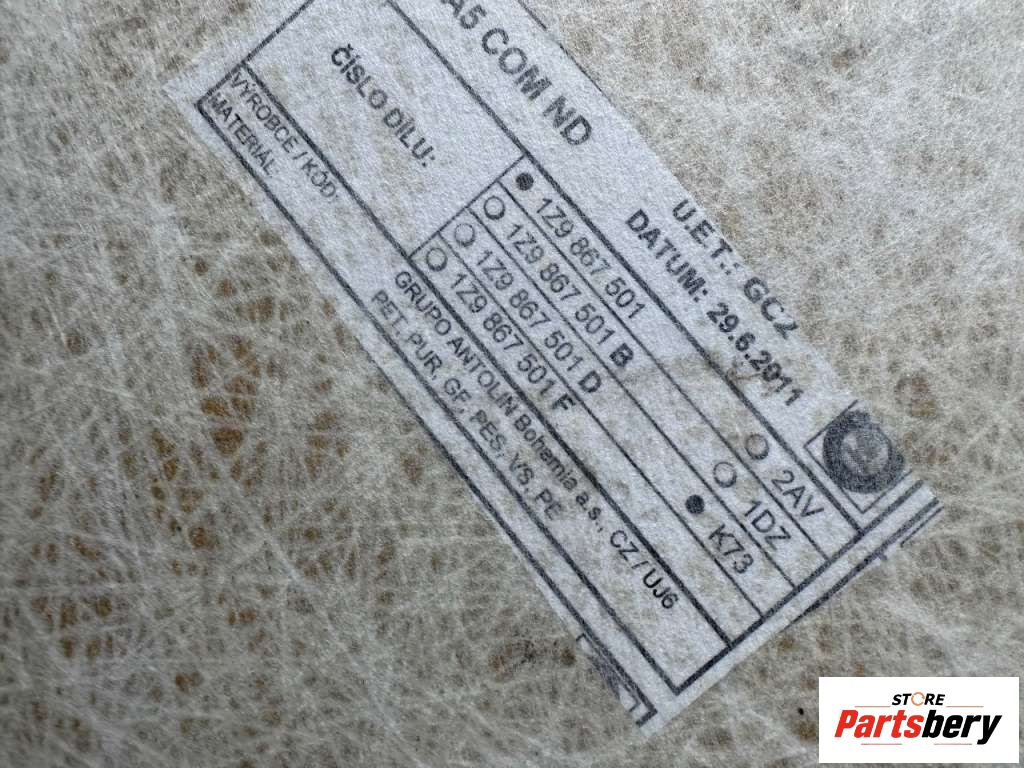 A5 COM ND
U.E.T.: GC2
DATUM: 29.6.2011
ČÍSLO DÍLU:
1Z9 867 501
1Z9 867 501 B
1Z9 867 501 D
1Z9 867 501 F
2AV
1DZ
K73
VÝROBCE / KÓD:
GRUPO ANTOLIN Bohemia a.s., CZ / UJ6
MATERIÁL
PET, PUR, GF, PES, VS, PE
STORE
Partsbery